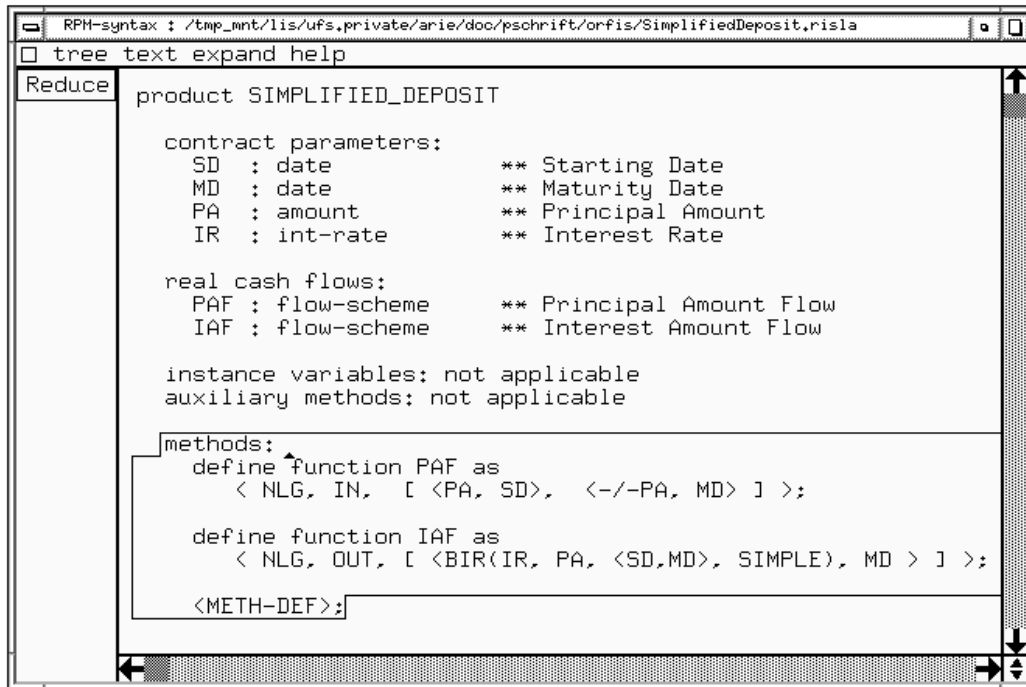 RPM-syntax : /tmp_mnt/lis/ufs.private/arie/doc/pschrift/orfis/SimplifiedDeposit.risla
tree text expand help
Reduce
product SIMPLIFIED_DEPOSIT
contract parameters:
SD : date ** Starting Date
MD : date ** Maturity Date
PA : amount ** Principal Amount
IR : int-rate ** Interest Rate
real cash flows:
PAF : flow-scheme ** Principal Amount Flow
IAF : flow-scheme ** Interest Amount Flow
instance variables: not applicable
auxiliary methods: not applicable
methods:
define function PAF as
< NLG, IN, [ <PA, SD>, <-/-PA, MD> ] >;
define function IAF as
< NLG, OUT, [ <BIR(IR, PA, <SD,MD>, SIMPLE), MD > ] >;
<METH-DEF>;